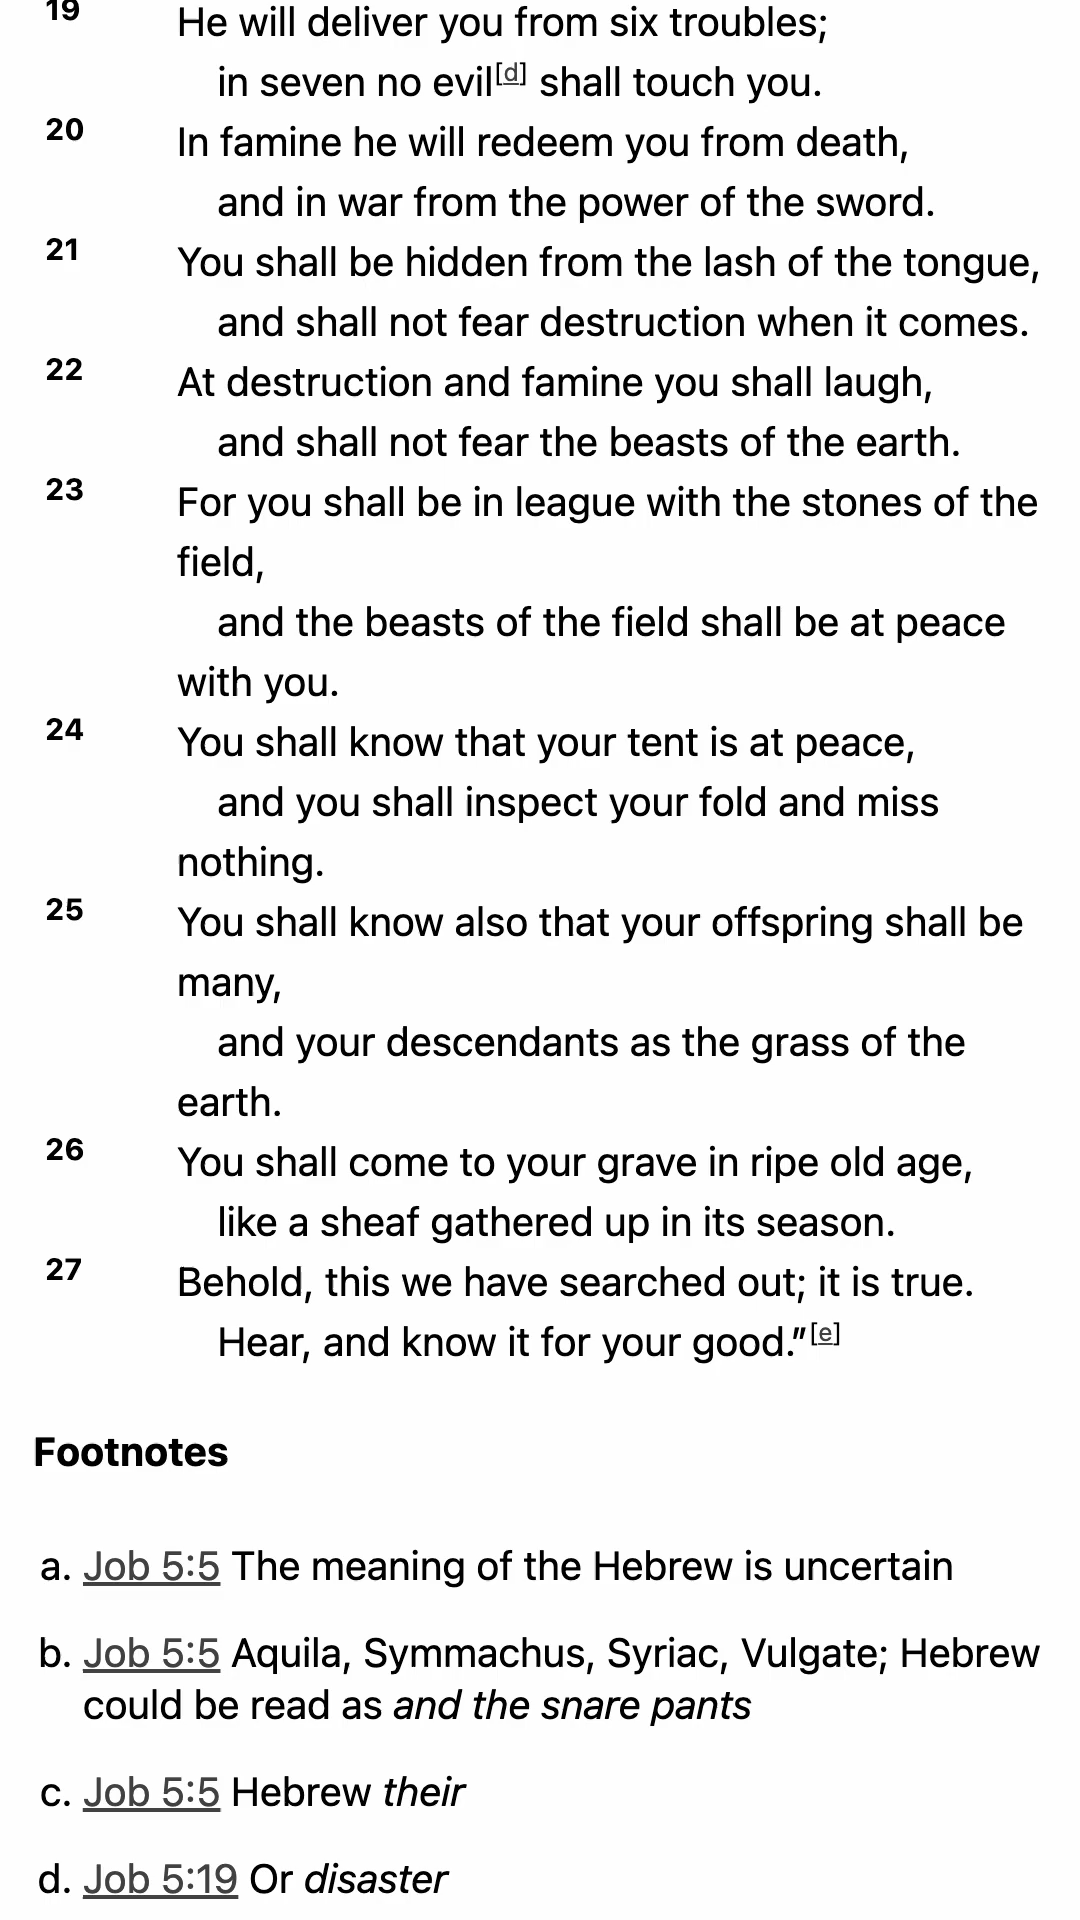 19 He will deliver you from six troubles;
in seven no evil[d] shall touch you.
20 In famine he will redeem you from death,
and in war from the power of the sword.
21 You shall be hidden from the lash of the tongue,
and shall not fear destruction when it comes.
22 At destruction and famine you shall laugh,
and shall not fear the beasts of the earth.
23 For you shall be in league with the stones of the
field,
and the beasts of the field shall be at peace
with you.
24 You shall know that your tent is at peace,
and you shall inspect your fold and miss
nothing.
25 You shall know also that your offspring shall be
many,
and your descendants as the grass of the
earth.
26 You shall come to your grave in ripe old age,
like a sheaf gathered up in its season.
27 Behold, this we have searched out; it is true.
Hear, and know it for your good.”[e]
Footnotes
a. Job 5:5 The meaning of the Hebrew is uncertain
b. Job 5:5 Aquila, Symmachus, Syriac, Vulgate; Hebrew
could be read as and the snare pants
c. Job 5:5 Hebrew their
d. Job 5:19 Or disaster